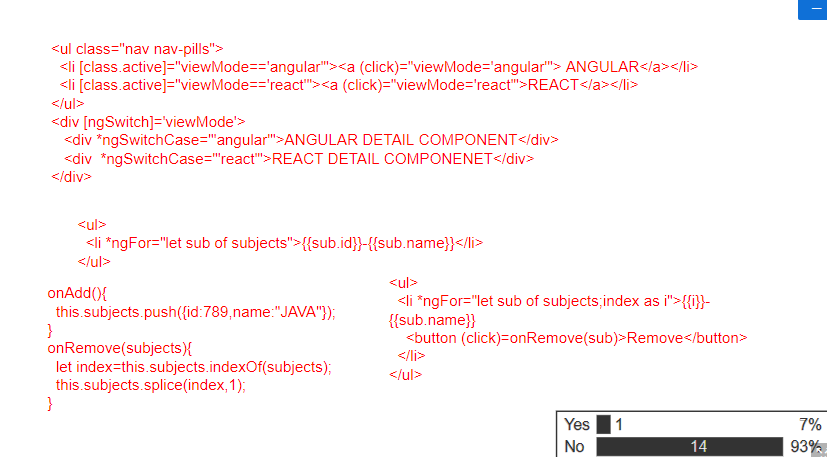 <ul class="nav nav-pills">
<li [class.active]="viewMode=='angular'"><a (click)="viewMode='angular'"> ANGULAR</a></li>
<li [class.active]="viewMode=='react'"><a (click)="viewMode='react'">REACT</a></li>
</ul>
<div [ngSwitch]='viewMode'>
<div *ngSwitchCase="'angular'">ANGULAR DETAIL COMPONENT</div>
<div *ngSwitchCase="'react'">REACT DETAIL COMPONENET</div>
</div>
<ul>
<li *ngFor="let sub of subjects">{{sub.id}}-{{sub.name}}</li>
</ul>
onAdd(){
this.subjects.push({id:789,name:"JAVA"});
}
onRemove(subjects){
let index=this.subjects.indexOf(subjects);
this.subjects.splice(index,1);
}
<ul>
<li *ngFor="let sub of subjects;index as i">{{i}}-
{{sub.name}}
<button (click)=onRemove(sub)>Remove</button>
</li>
</ul>
Yes 1 7%
No 14 93%